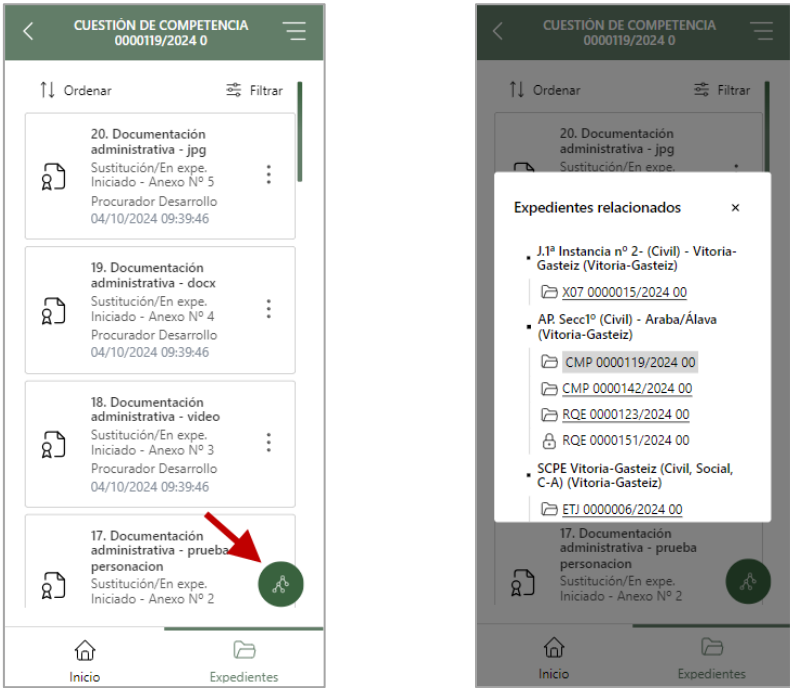 CUESTIÓN DE COMPETENCIA
0000119/2024 0
Ordenar
Filtrar
20. Documentación
administrativa - jpg
Sustitución/En expe.
Iniciado - Anexo Nº 5
Procurador Desarrollo
04/10/2024 09:39:46
19. Documentación
administrativa - docx
Sustitución/En expe.
Iniciado - Anexo Nº 4
Procurador Desarrollo
04/10/2024 09:39:46
18. Documentación
administrativa - video
Sustitución/En expe.
Iniciado - Anexo Nº 3
Procurador Desarrollo
04/10/2024 09:39:46
17. Documentación
administrativa - prueba
personacion
Sustitución/En expe.
Iniciado - Anexo Nº 2
Inicio
Expedientes
CUESTIÓN DE COMPETENCIA
0000119/2024 0
Ordenar
Filtrar
20. Documentación
administrativa - jpg
Sustitución/En expe.
Expedientes relacionados
J.1ª Instancia nº 2- (Civil) - Vitoria-
Gasteiz (Vitoria-Gasteiz)
X07 0000015/2024 00
AP. Secc1º (Civil) - Araba/Álava
(Vitoria-Gasteiz)
CMP 0000119/2024 00
CMP 0000142/2024 00
RQE 0000123/2024 00
RQE 0000151/2024 00
SCPE Vitoria-Gasteiz (Civil, Social,
C-A) (Vitoria-Gasteiz)
ETJ 0000006/2024 00
17. Documentación
administrativa - prueba
personacion
Sustitución/En expe.
Iniciado - Anexo Nº 2
Inicio
Expedientes